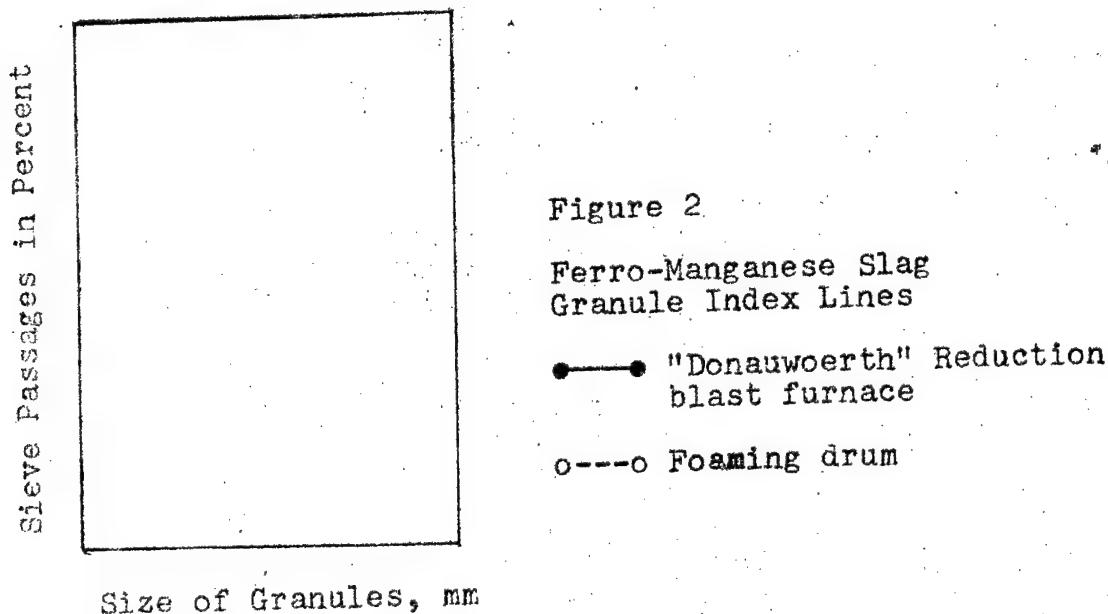 Sieve Passages in Percent
Size of Granules, mm
Figure 2
Ferro-Manganese Slag
Granule Index Lines
"Donauwoerth" Reduction
blast furnace
o---o Foaming drum